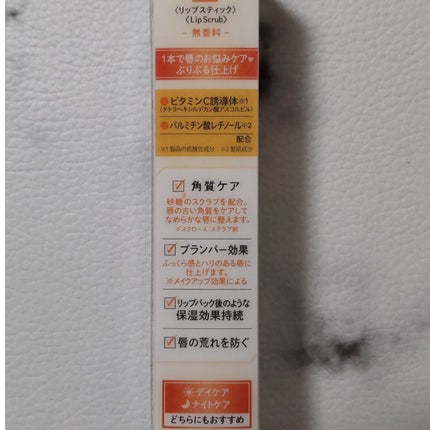 〈リップスティック〉
〈Lip Scrub〉
– 無香料 –
1本で唇のお悩みケア♥
ぷりぷる仕上げ
ビタミンC誘導体※1
(テトラヘキシルデカン酸アスコルビル)
パルミチン酸レチノール※2
配合
※1 製品の抗酸化成分 ※2 整肌成分
角質ケア
砂糖※のスクラブを配合。
唇の古い角質をケアして
なめらかな唇に整えます。
※スクロース:スクラブ剤
プランパー効果
ふっくら感とハリのある唇に
仕上げます。
※メイクアップ効果による
リップパック後のような
保湿効果持続
唇の荒れを防ぐ
デイケア
ナイトケア
どちらにもおすすめ